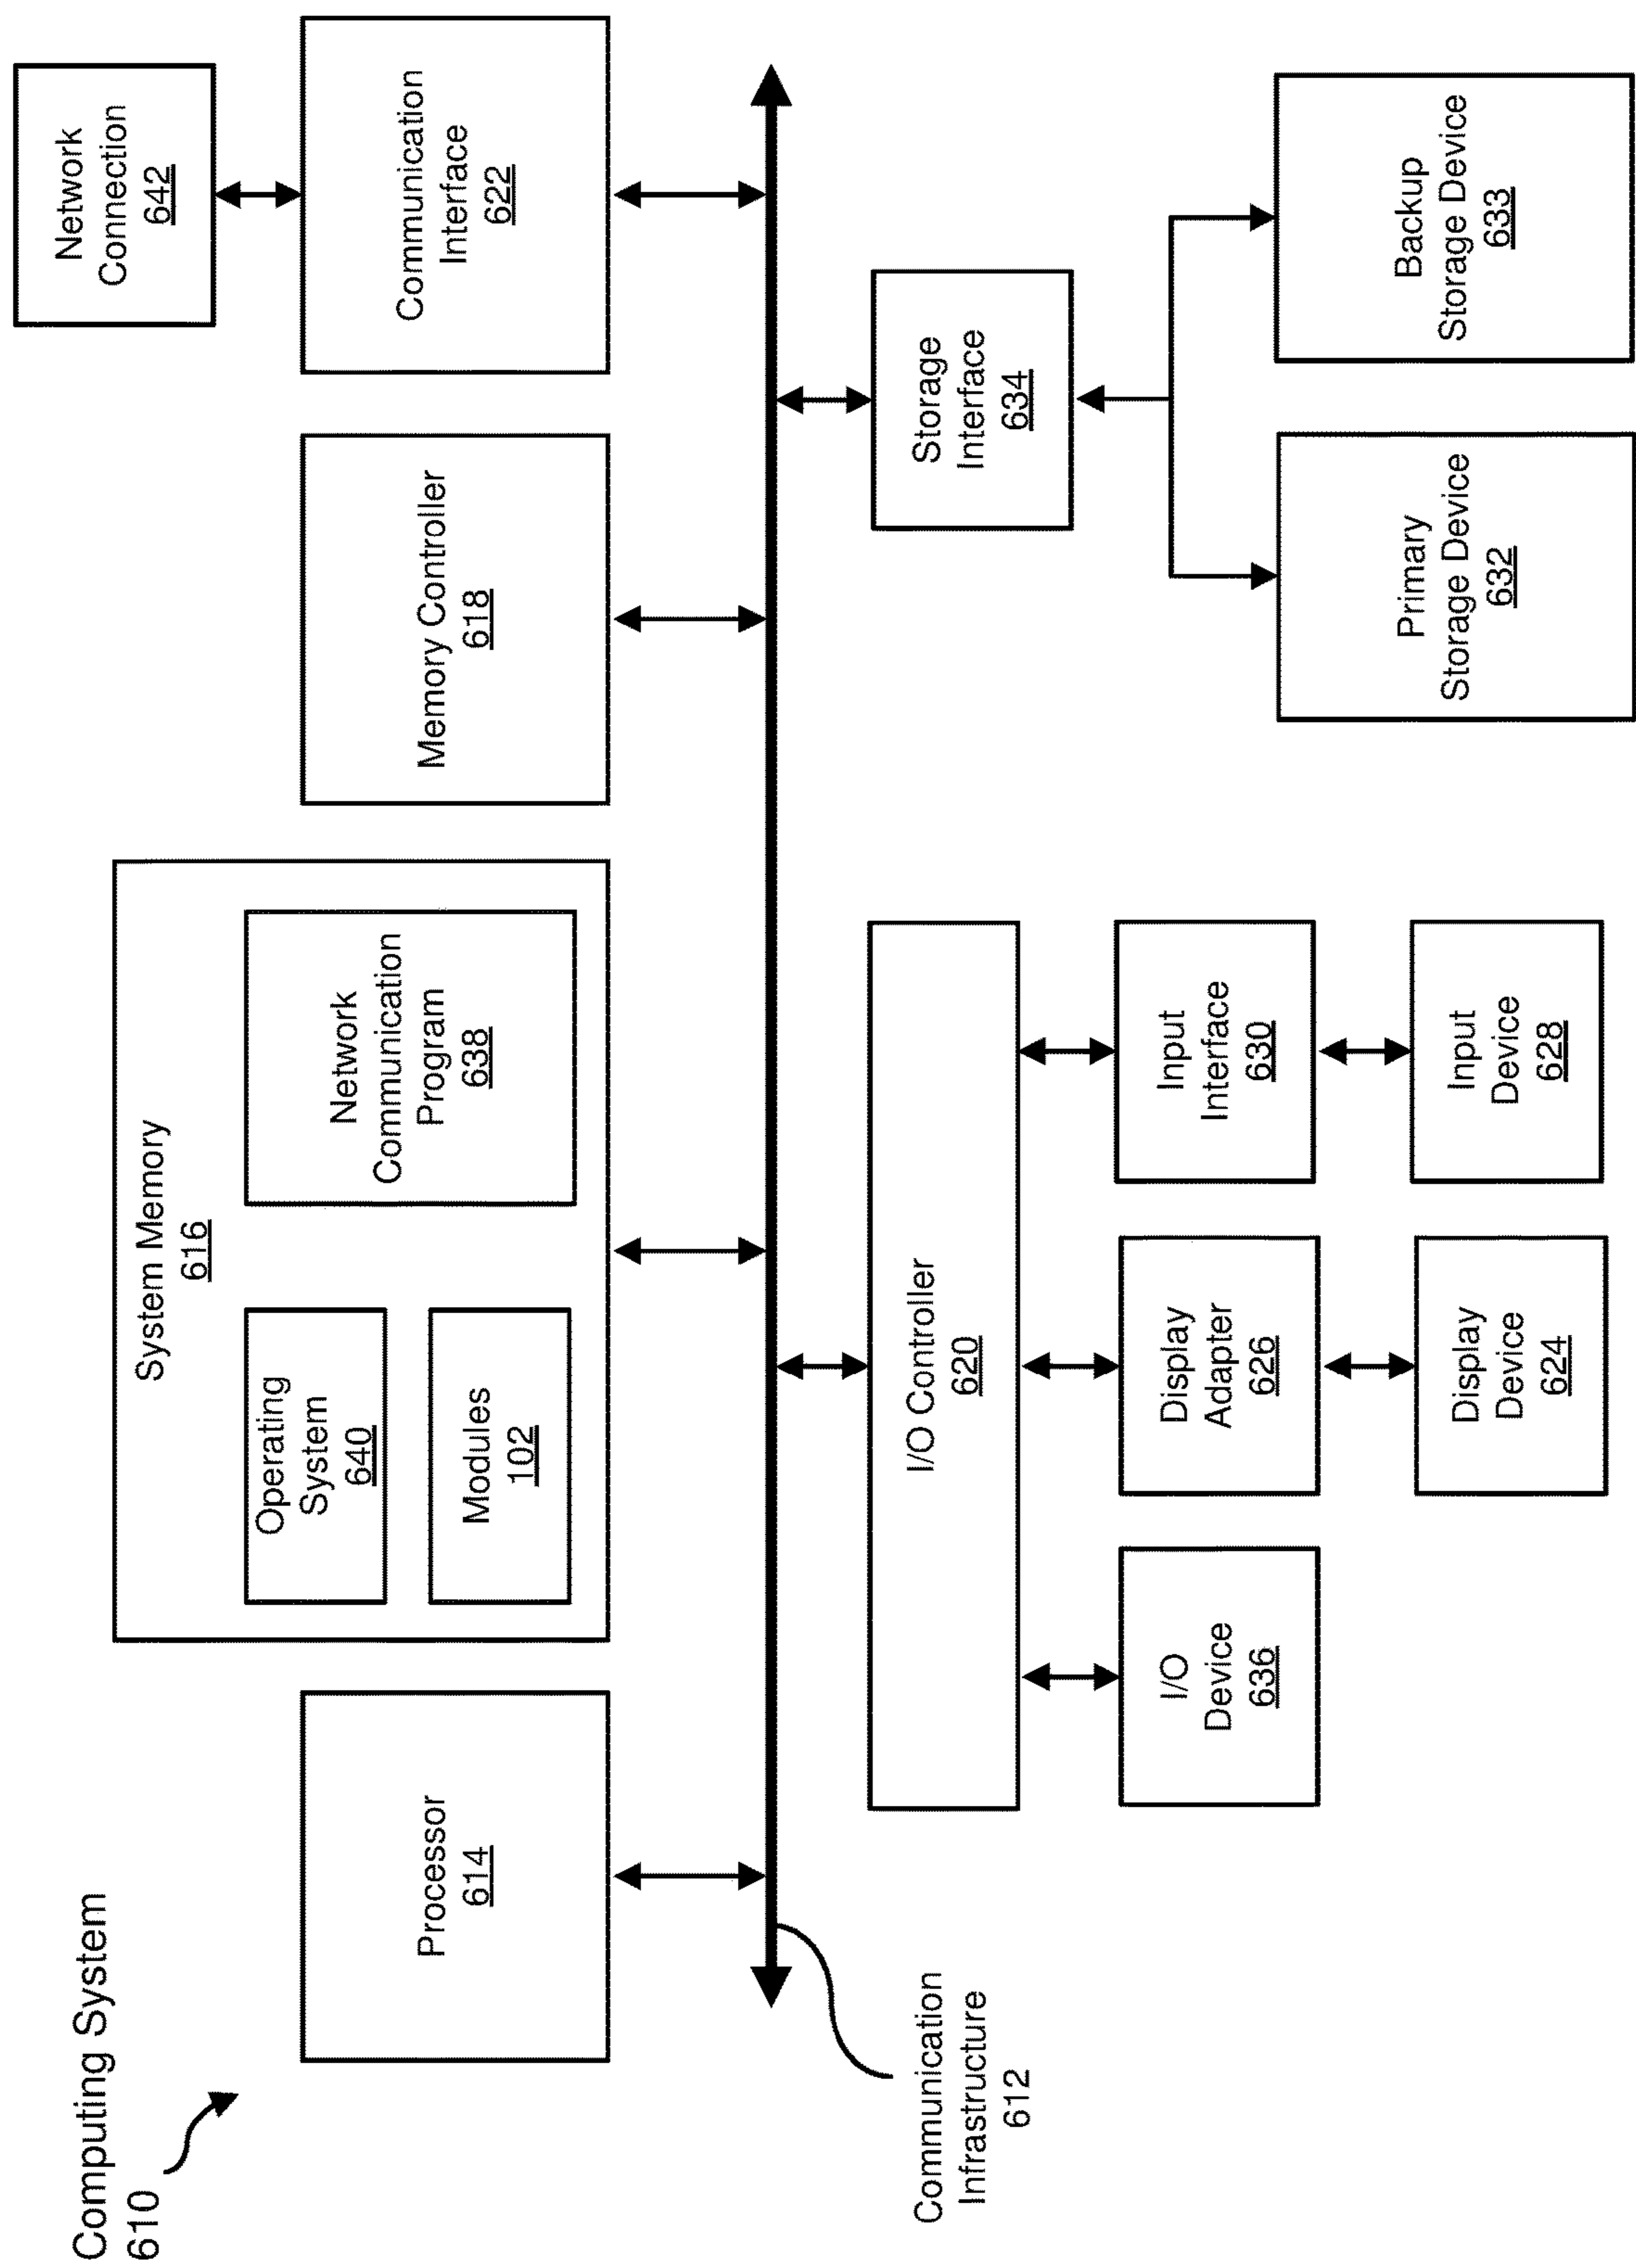 Computing System
610
Network
Connection
642
Processor
614
System Memory
616
Operating
System
640
Modules
102
Network
Communication
Program
638
Memory Controller
618
Communication
Interface
622
Communication
Infrastructure
612
I/O Controller
620
Storage
Interface
634
I/O
Device
636
Display
Adapter
626
Input
Interface
630
Display
Device
624
Input
Device
628
Primary
Storage Device
632
Backup
Storage Device
633